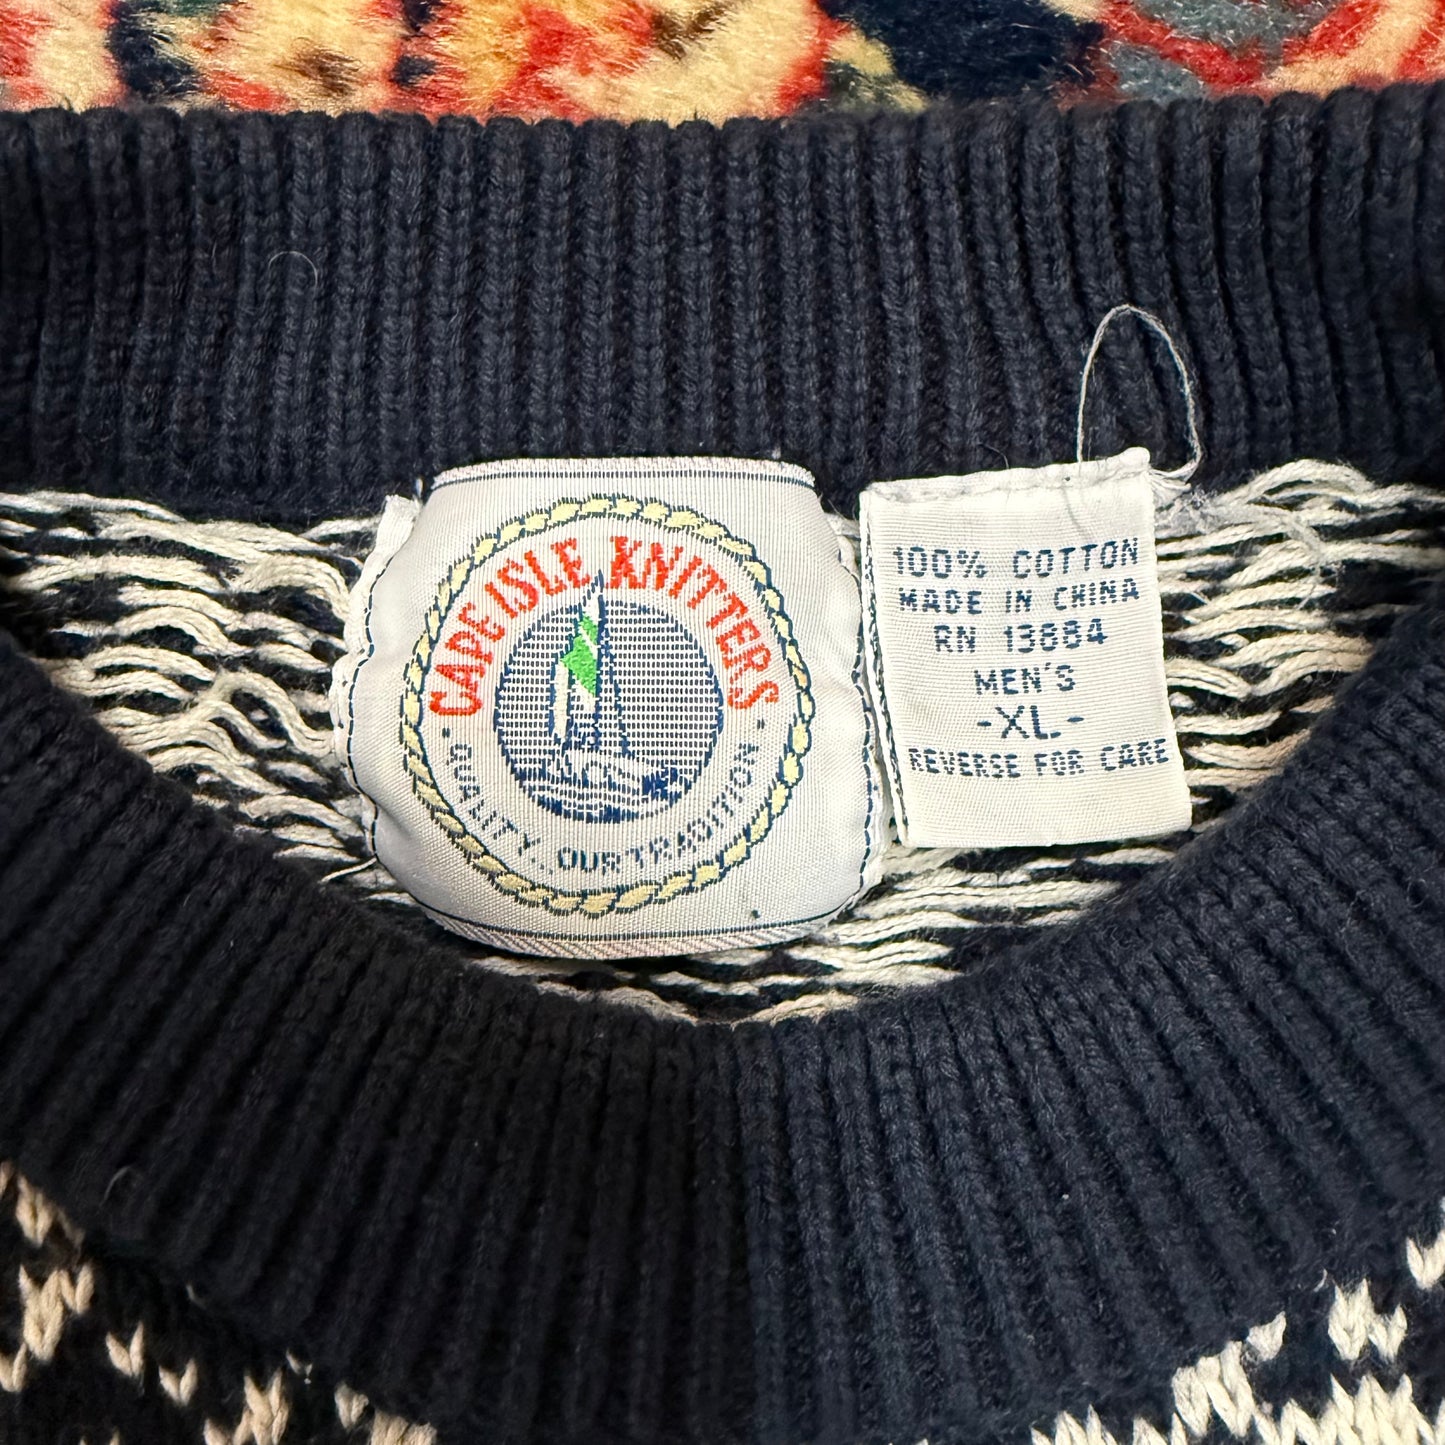 CAPE ISLE KNITTERS
· QUALITY...OUR TRADITION ·
100% COTTON
MADE IN CHINA
RN 13884
MEN'S
-XL-
REVERSE FOR CARE